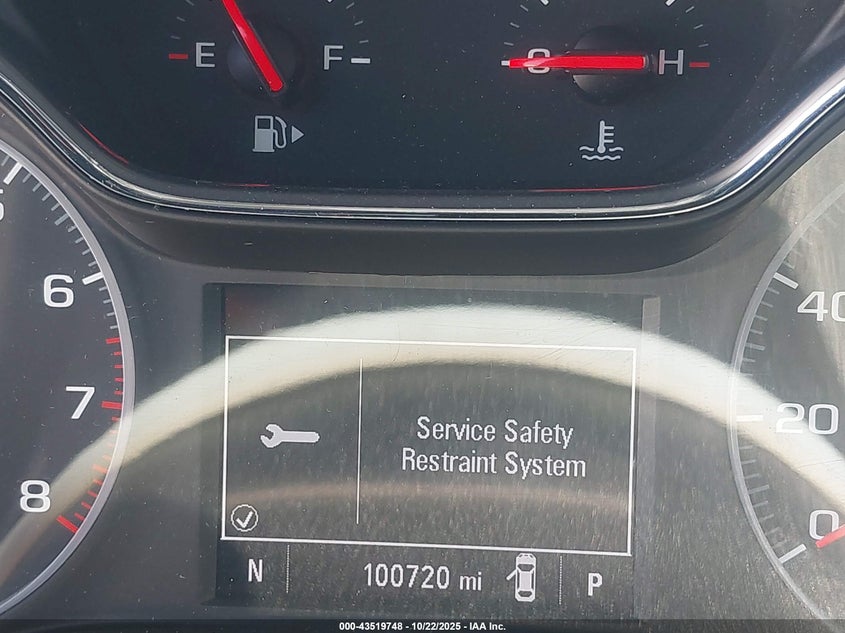 E F C H
6
7
8
40
20
0
Service Safety
Restraint System
N 100720 mi P
000-43519748 - 10/22/2025 - IAA Inc.